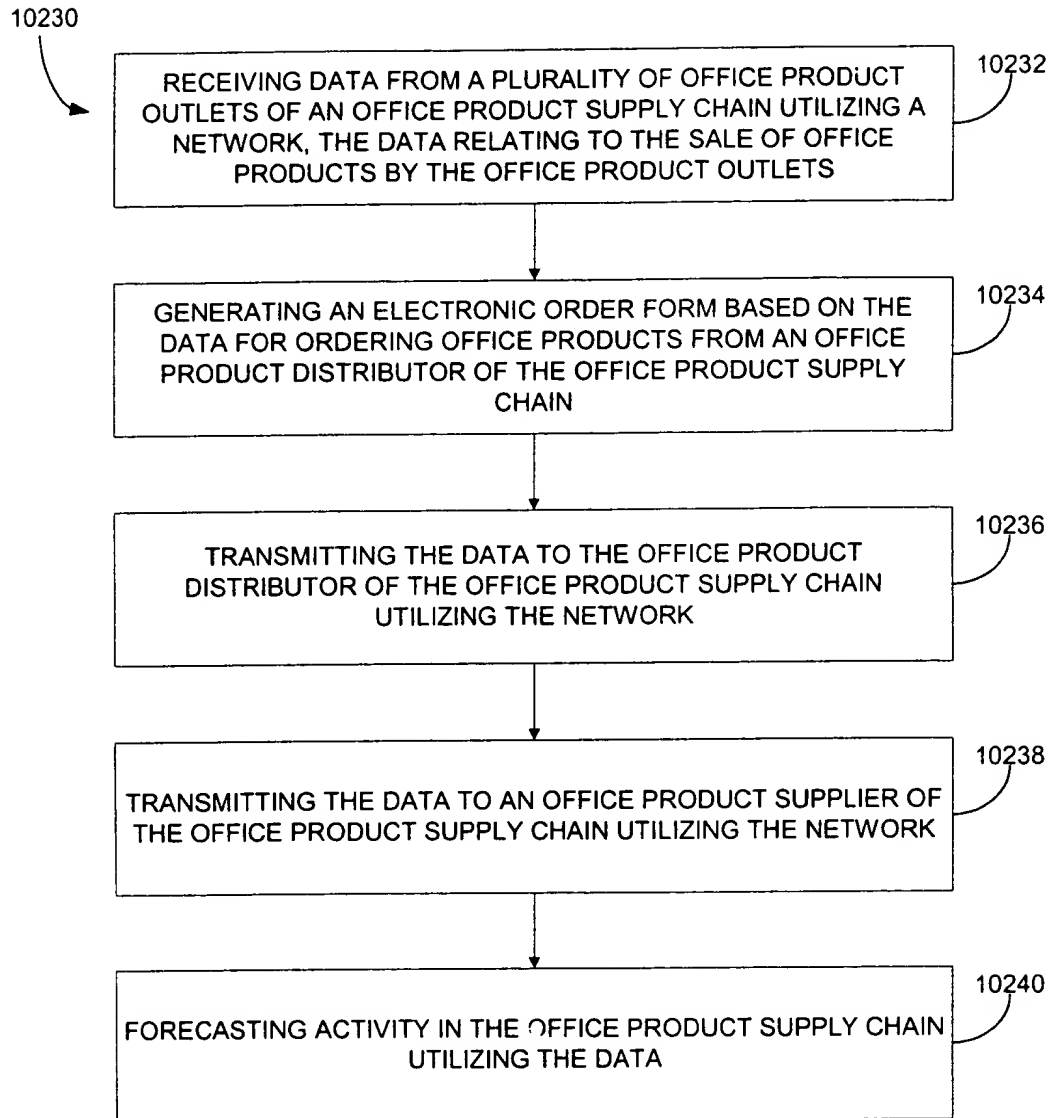 10230
RECEIVING DATA FROM A PLURALITY OF OFFICE PRODUCT
OUTLETS OF AN OFFICE PRODUCT SUPPLY CHAIN UTILIZING A
NETWORK, THE DATA RELATING TO THE SALE OF OFFICE
PRODUCTS BY THE OFFICE PRODUCT OUTLETS
10232
GENERATING AN ELECTRONIC ORDER FORM BASED ON THE
DATA FOR ORDERING OFFICE PRODUCTS FROM AN OFFICE
PRODUCT DISTRIBUTOR OF THE OFFICE PRODUCT SUPPLY
CHAIN
10234
TRANSMITTING THE DATA TO THE OFFICE PRODUCT
DISTRIBUTOR OF THE OFFICE PRODUCT SUPPLY CHAIN
UTILIZING THE NETWORK
10236
TRANSMITTING THE DATA TO AN OFFICE PRODUCT SUPPLIER OF
THE OFFICE PRODUCT SUPPLY CHAIN UTILIZING THE NETWORK
10238
FORECASTING ACTIVITY IN THE OFFICE PRODUCT SUPPLY CHAIN
UTILIZING THE DATA
10240